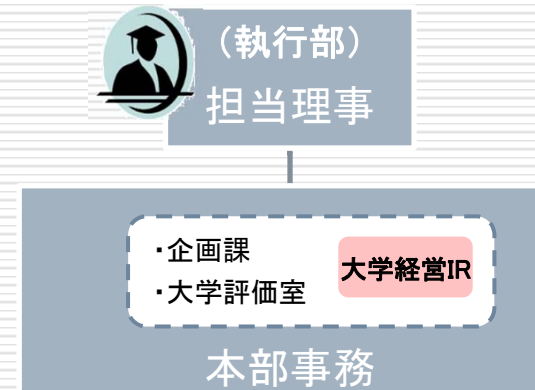 (執行部)
担当理事
・企画課
・大学評価室
大学経営IR
本部事務